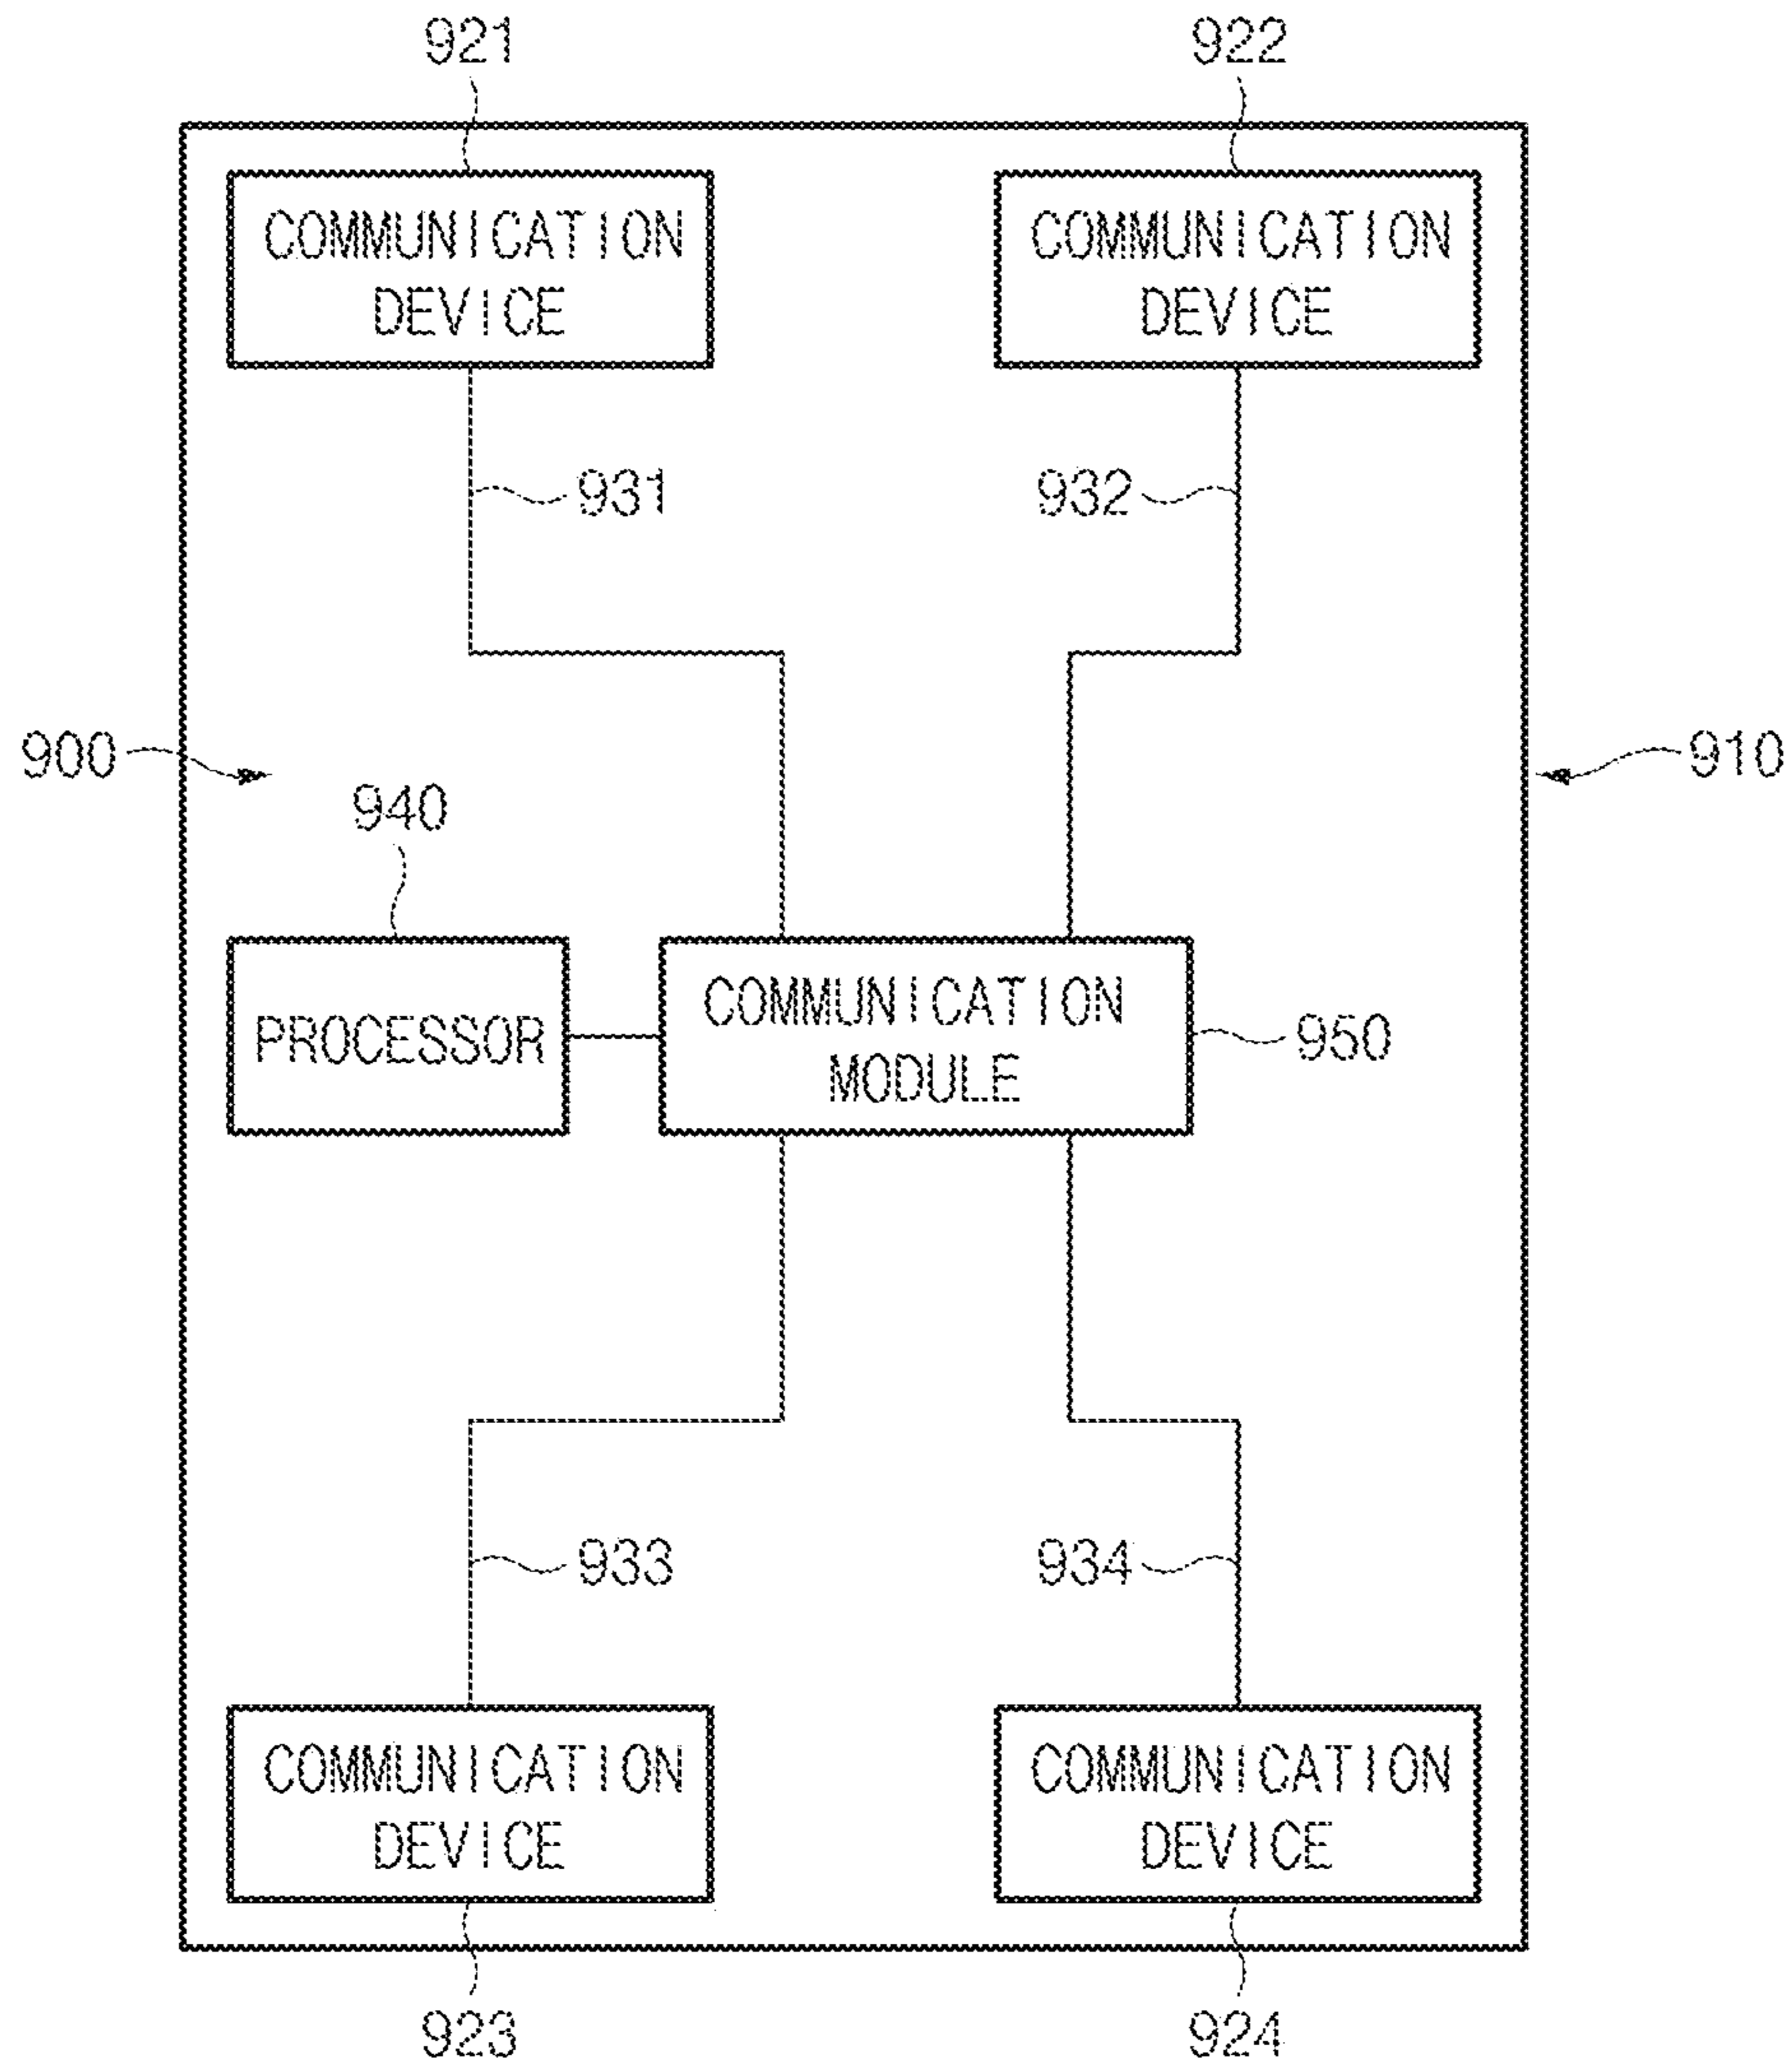 921
922
COMMUNICATION
DEVICE
COMMUNICATION
DEVICE
931
932
900
910
940
PROCESSOR
COMMUNICATION
MODULE
950
933
934
COMMUNICATION
DEVICE
COMMUNICATION
DEVICE
923
924